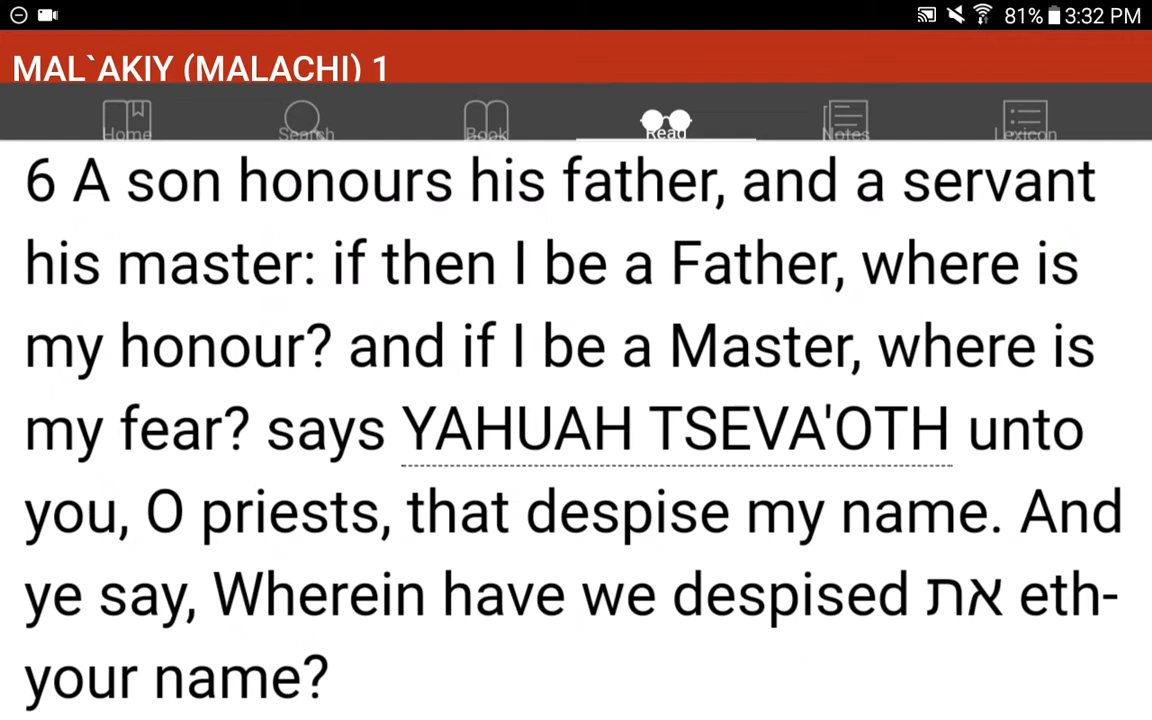 81% 3:32 PM
MAL`AKIY (MALACHI) 1
Home Search Book Read Notes Lexicon
6 A son honours his father, and a servant
his master: if then I be a Father, where is
my honour? and if I be a Master, where is
my fear? says YAHUAH TSEVA'OTH unto
you, O priests, that despise my name. And
ye say, Wherein have we despised את eth-
your name?